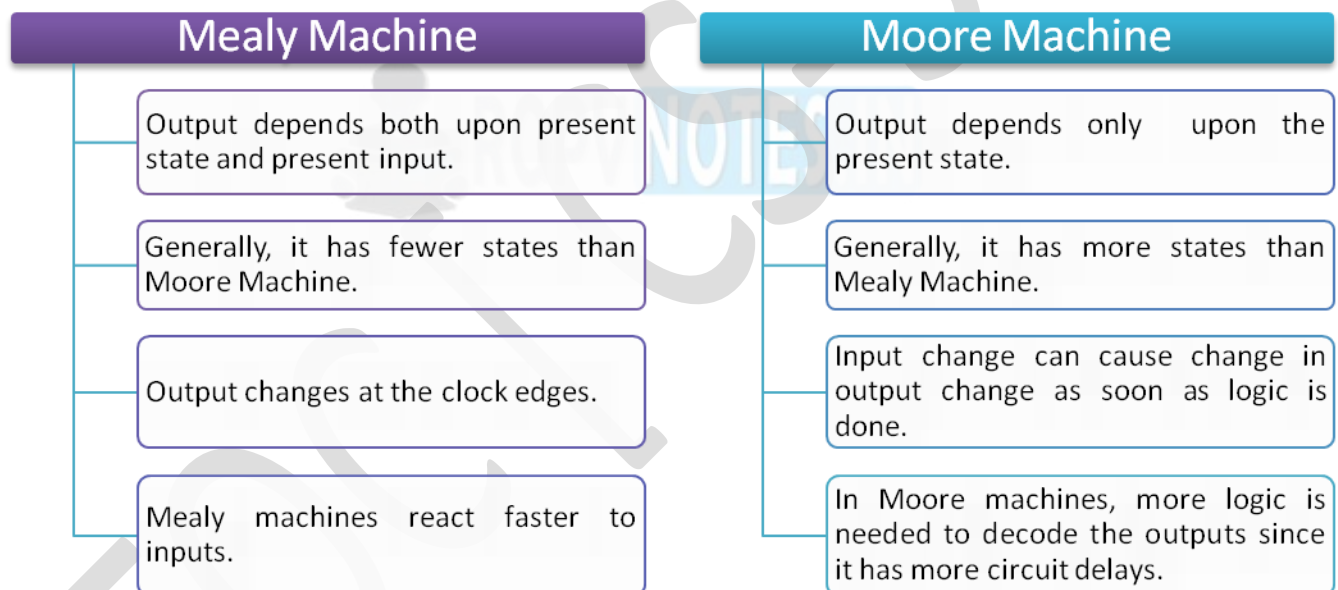 Mealy Machine
Output depends both upon present
state and present input.
Generally, it has fewer states than
Moore Machine.
Output changes at the clock edges.
Mealy machines react faster to
inputs.
Moore Machine
Output depends only upon the
present state.
Generally, it has more states than
Mealy Machine.
Input change can cause change in
output change as soon as logic is
done.
In Moore machines, more logic is
needed to decode the outputs since
it has more circuit delays.